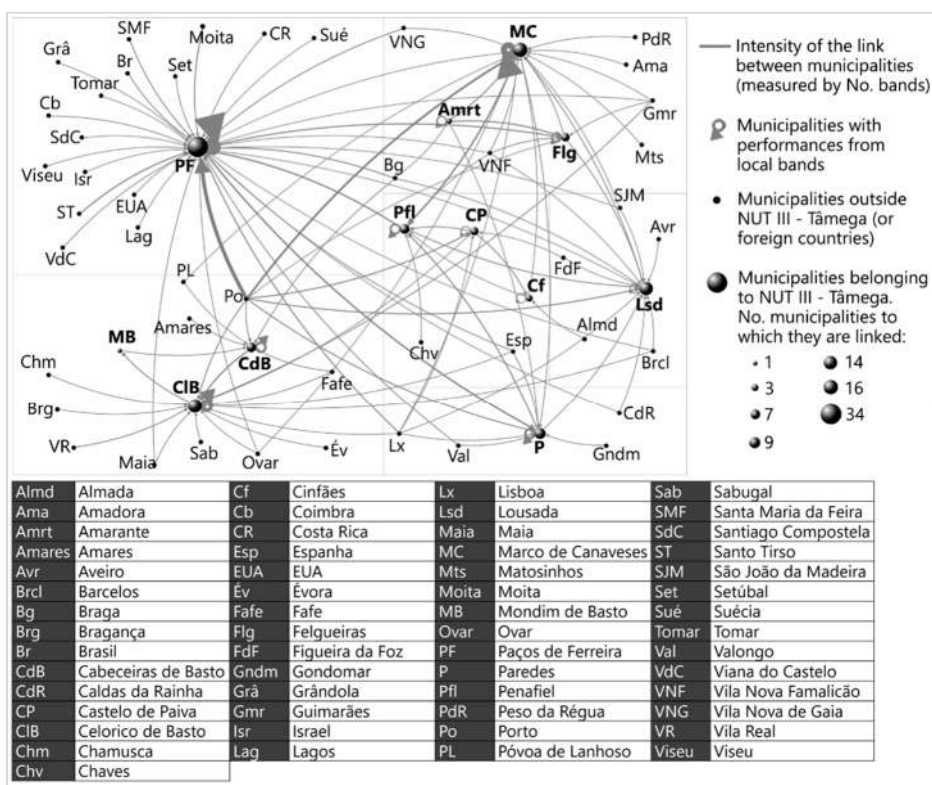 SMF
Moita
CR
Sué
VNG
MC
PdR
Grâ
Br
Set
Ama
Tomar
Cb
Amrt
Gmr
SdC
PF
Flg
Viseu
Isr
Bg
VNF
Mts
ST
EUA
SJM
Lag
Pfl
CP
Avr
VdC
PL
FdF
Po
Cf
Lsd
Amares
Almd
MB
CdB
Chv
Esp
Brcl
Chm
Fafe
ClB
Brg
CdR
VR
Sab
Év
Lx
Maia
Ovar
Val
P
Gndm
Intensity of the link
between municipalities
(measured by No. bands)
Municipalities with
performances from
local bands
Municipalities outside
NUT III - Tâmega (or
foreign countries)
Municipalities belonging
to NUT III - Tâmega.
No. municipalities to
which they are linked:
1 14
3 16
7 34
9
Almd Almada Cf Cinfães Lx Lisboa Sab Sabugal
Ama Amadora Cb Coimbra Lsd Lousada SMF Santa Maria da Feira
Amrt Amarante CR Costa Rica Maia Maia SdC Santiago Compostela
Amares Amares Esp Espanha MC Marco de Canaveses ST Santo Tirso
Avr Aveiro EUA EUA Mts Matosinhos SJM São João da Madeira
Brcl Barcelos Év Évora Moita Moita Set Setúbal
Bg Braga Fafe Fafe MB Mondim de Basto Sué Suécia
Brg Bragança Flg Felgueiras Ovar Ovar Tomar Tomar
Br Brasil FdF Figueira da Foz PF Paços de Ferreira Val Valongo
CdB Cabeceiras de Basto Gndm Gondomar P Paredes VdC Viana do Castelo
CdR Caldas da Rainha Grâ Grândola Pfl Penafiel VNF Vila Nova Famalicão
CP Castelo de Paiva Gmr Guimarães PdR Peso da Régua VNG Vila Nova de Gaia
ClB Celorico de Basto Isr Israel Po Porto VR Vila Real
Chm Chamusca Lag Lagos PL Póvoa de Lanhoso Viseu Viseu
Chv Chaves